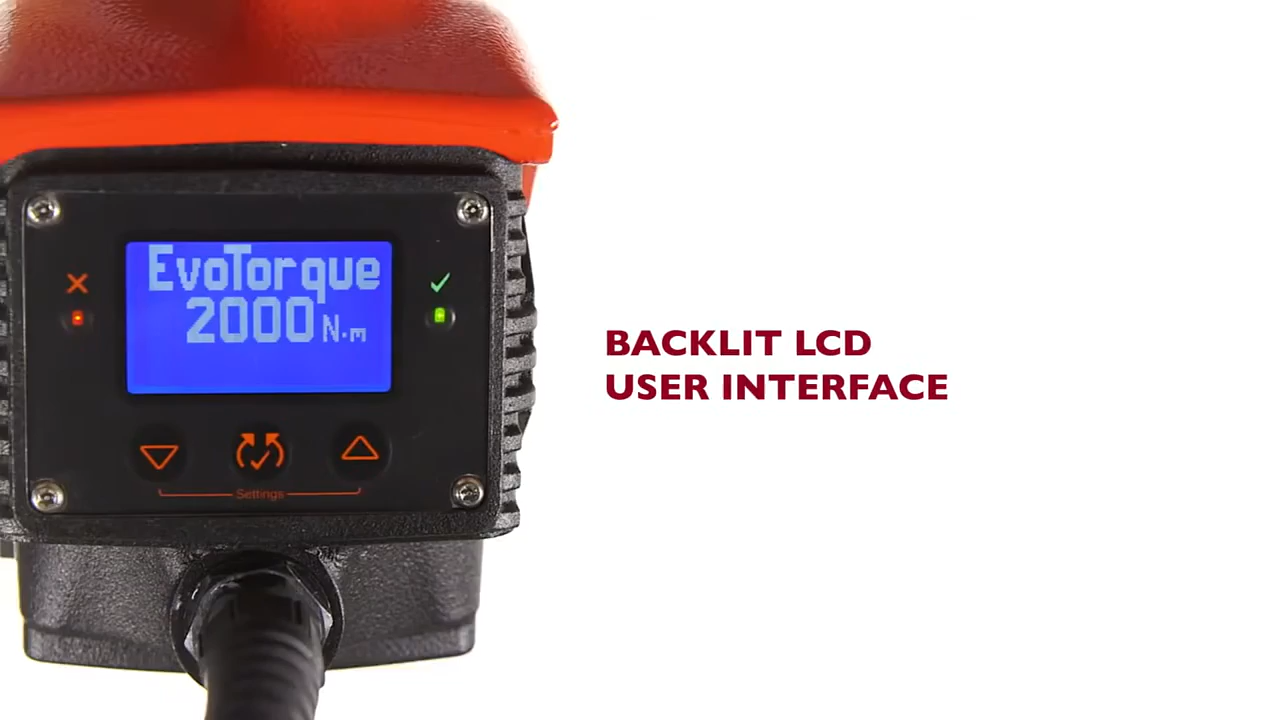 EvoTorque
2000 N·m
Settings
BACKLIT LCD
USER INTERFACE